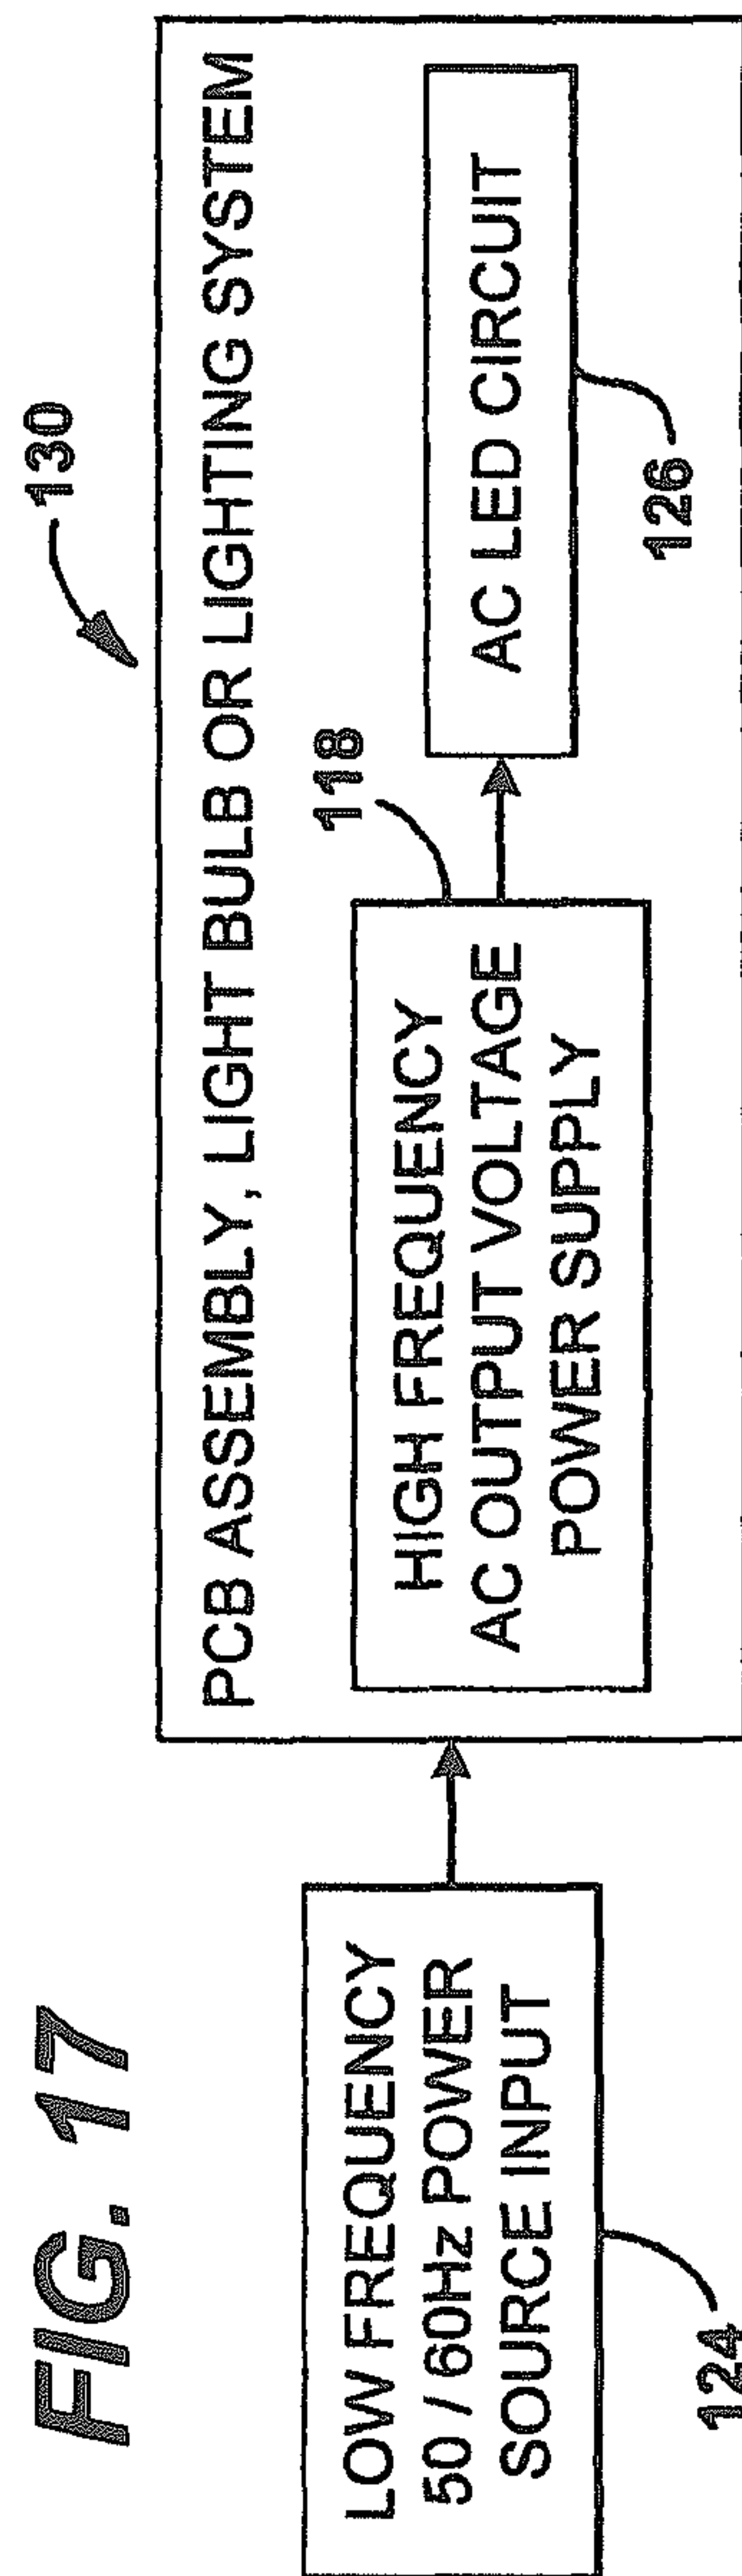 FIG. 17
130
PCB ASSEMBLY, LIGHT BULB OR LIGHTING SYSTEM
LOW FREQUENCY
50 / 60Hz POWER
SOURCE INPUT
124
118
HIGH FREQUENCY
AC OUTPUT VOLTAGE
POWER SUPPLY
AC LED CIRCUIT
126